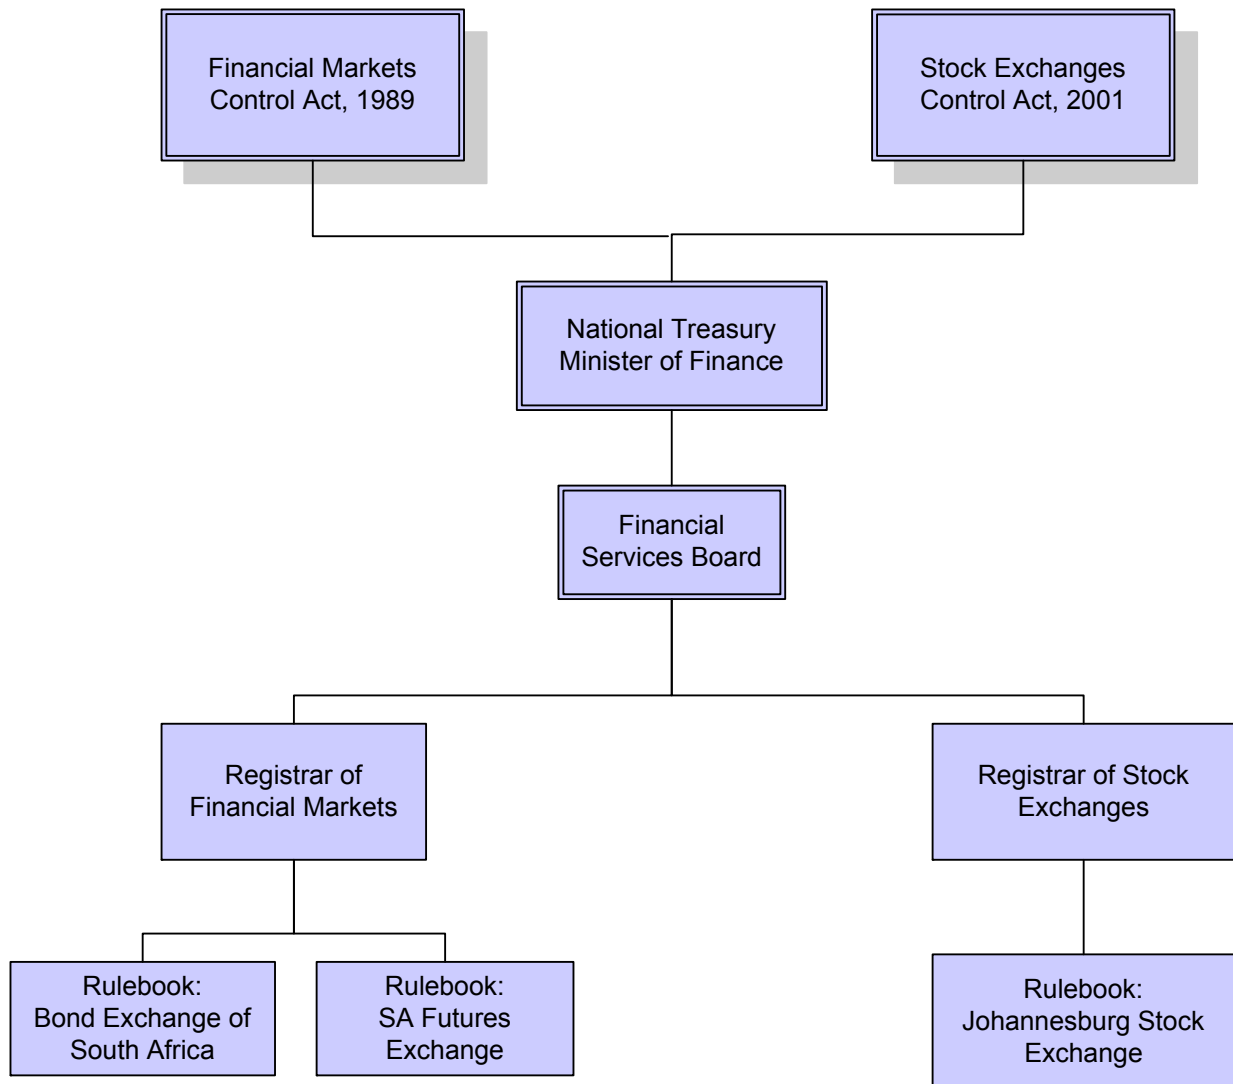 Financial Markets
Control Act, 1989
Stock Exchanges
Control Act, 2001
National Treasury
Minister of Finance
Financial
Services Board
Registrar of
Financial Markets
Registrar of Stock
Exchanges
Rulebook:
Bond Exchange of
South Africa
Rulebook:
SA Futures
Exchange
Rulebook:
Johannesburg Stock
Exchange